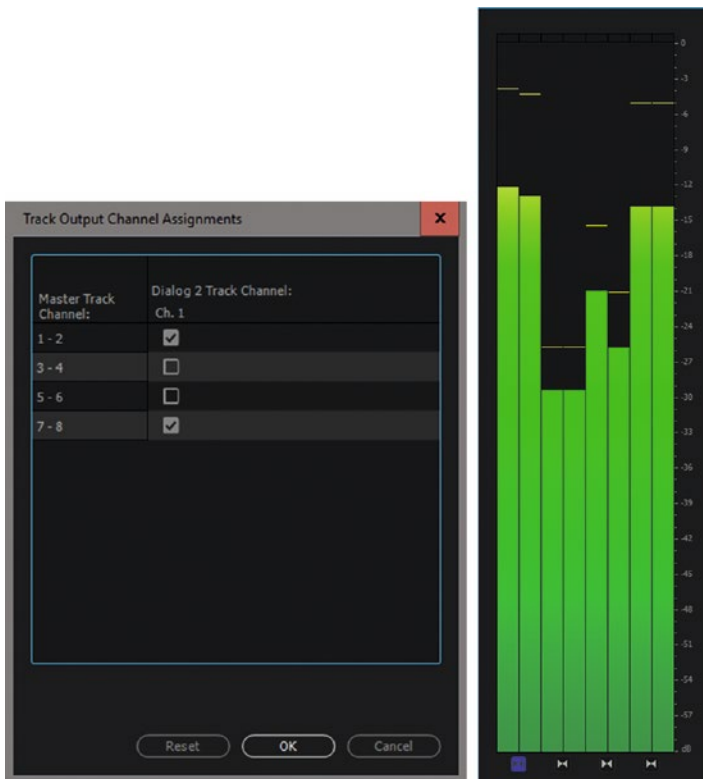 Track Output Channel Assignments
x
Master Track
Channel:
Dialog 2 Track Channel:
Ch. 1
1 - 2
3 - 4
5 - 6
7 - 8
Reset
OK
Cancel
0
-3
-6
-9
-12
-15
-18
-21
-24
-27
-30
-33
-36
-39
-42
-45
-48
-51
-54
-57
dB